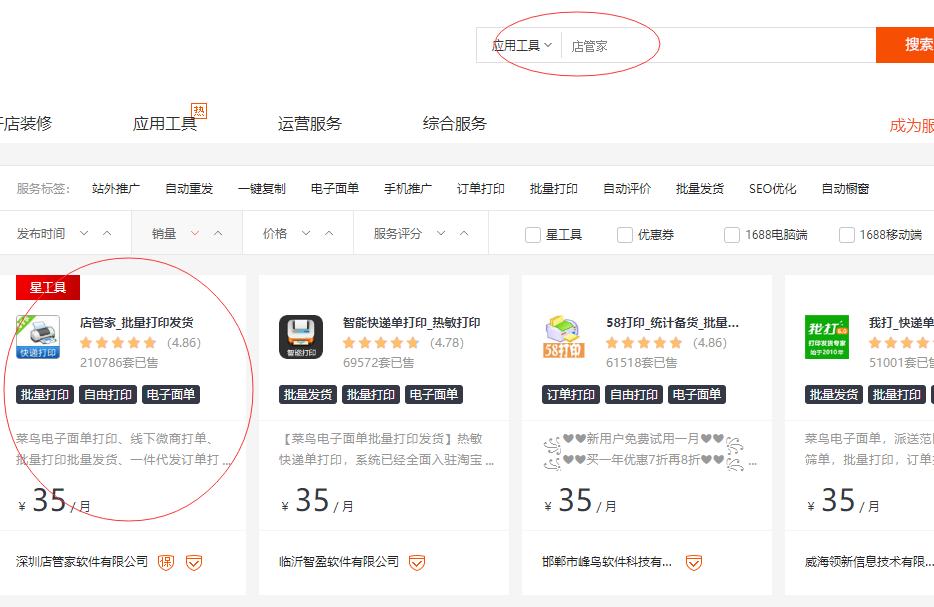 应用工具 店管家 搜索
店装修 应用工具 热 运营服务 综合服务 成为服
服务标签: 站外推广 自动重发 一键复制 电子面单 手机推广 订单打印 批量打印 自动评价 批量发货 SEO优化 自动橱窗
发布时间 销量 价格 服务评分 星工具 优惠券 1688电脑端 1688移动端
星工具
店管家_批量打印发货
(4.86)
210786套已售
快递打印
批量打印 自由打印 电子面单
菜鸟电子面单打印、线下微商打单、
批量打印批量发货、一件代发订单打 ...
¥ 35 / 月
深圳店管家软件有限公司 保
智能快递单打印_热敏打印
(4.78)
69572套已售
智能打印
批量发货 批量打印 电子面单
【菜鸟电子面单批量打印发货】热敏
快递单打印，系统已经全面入驻淘宝 ...
¥ 35 / 月
临沂智盈软件有限公司
58打印_统计备货_批量...
(4.86)
61518套已售
58打印
订单打印 自由打印 电子面单
❤❤新用户免费试用一月❤❤
❤❤买一年优惠7折再8折❤❤ ...
¥ 35 / 月
邯郸市蜂鸟软件科技有...
我打_快递单
51001套已售
我打 6.0
打印发货专家
始于2010年
批量发货 批量打印
菜鸟电子面单，派送范
筛单，批量打印，订单
¥ 35 / 月
威海领新信息技术有限...